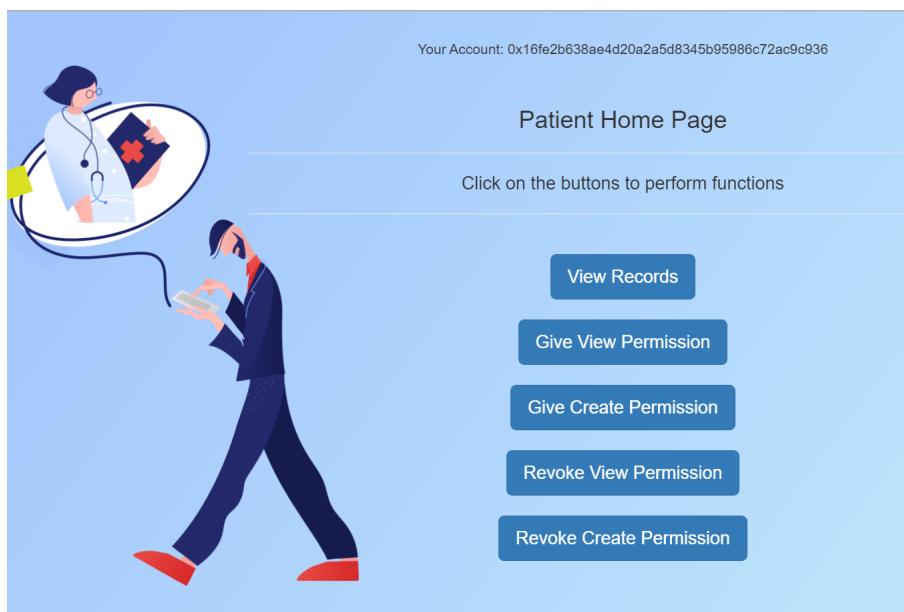 Your Account: 0x16fe2b638ae4d20a2a5d8345b95986c72ac9c936
Patient Home Page
Click on the buttons to perform functions
View Records
Give View Permission
Give Create Permission
Revoke View Permission
Revoke Create Permission